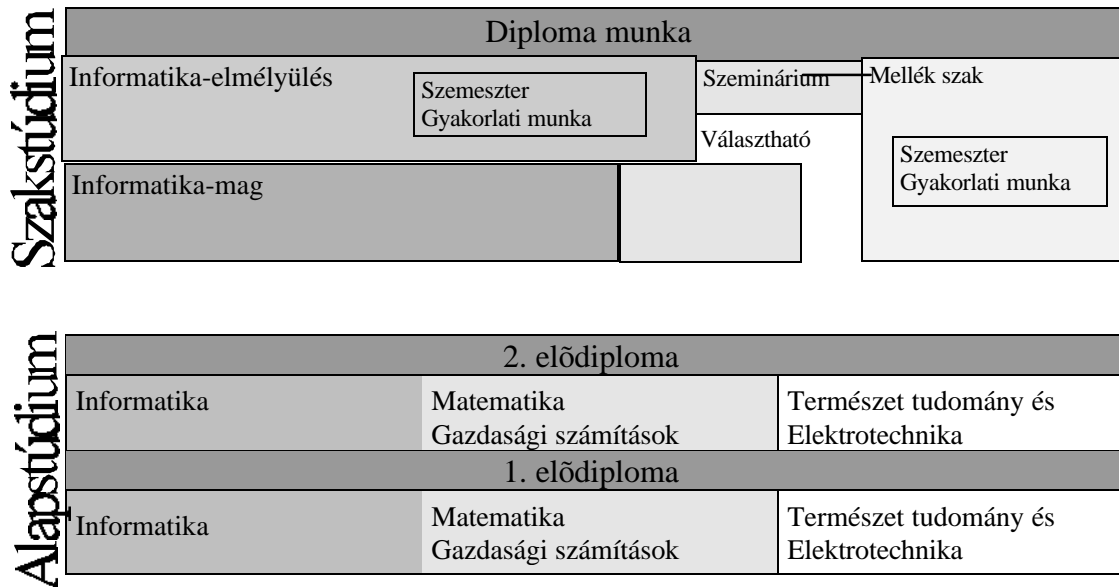 Szakstúdium
Diploma munka
Informatika-elmélyülés
Szemeszter
Gyakorlati munka
Szeminárium
Mellék szak
Választható
Szemeszter
Gyakorlati munka
Informatika-mag
Alapstúdium
2. elõdiploma
Informatika
Matematika
Gazdasági számítások
Természet tudomány és
Elektrotechnika
1. elõdiploma
Informatika
Matematika
Gazdasági számítások
Természet tudomány és
Elektrotechnika